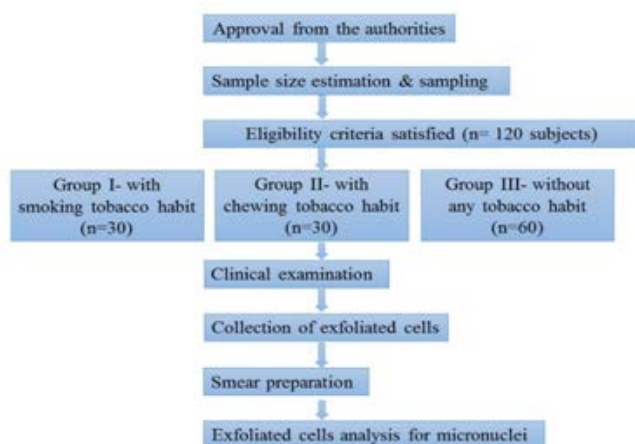 Approval from the authorities
Sample size estimation & sampling
Eligibility criteria satisfied (n= 120 subjects)
Group I- with
smoking tobacco habit
(n=30)
Group II- with
chewing tobacco habit
(n=30)
Group III- without
any tobacco habit
(n=60)
Clinical examination
Collection of exfoliated cells
Smear preparation
Exfoliated cells analysis for micronuclei